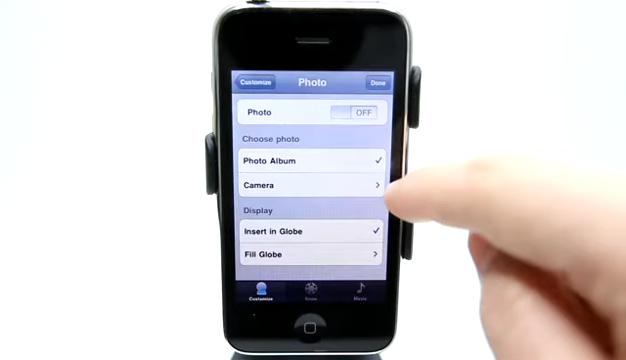 Customize Photo Done
Photo OFF
Choose photo
Photo Album
Camera
Display
Insert in Globe
Fill Globe
Customize Snow Music